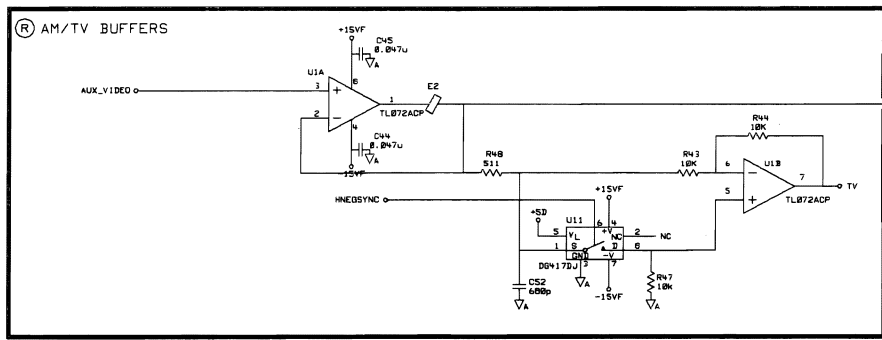 R AM/TV BUFFERS
+15VF
C45
0.047u
A
U1A
8
AUX_VIDEO
3
+
1
E2
2
-
TL072ACP
4
C44
0.047u
A
-15VF
R44
10K
R48
511
R43
10K
U1B
6
-
7
TV
5
+
TL072ACP
HNEGSYNC
+15VF
+5D
U11
6
4
5
VL
+V
NC
2
NC
1
S
D
8
GND
-V
DG417DJ
3
7
A
-15VF
R47
10k
A
C52
680p
A